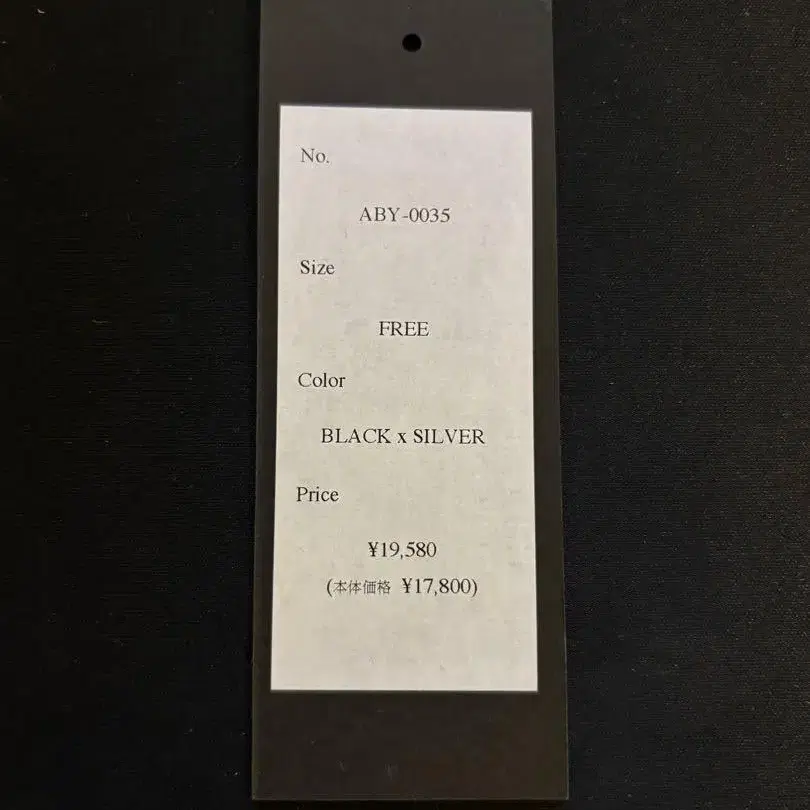 No.
ABY-0035
Size
FREE
Color
BLACK x SILVER
Price
¥19,580
(本体価格 ¥17,800)